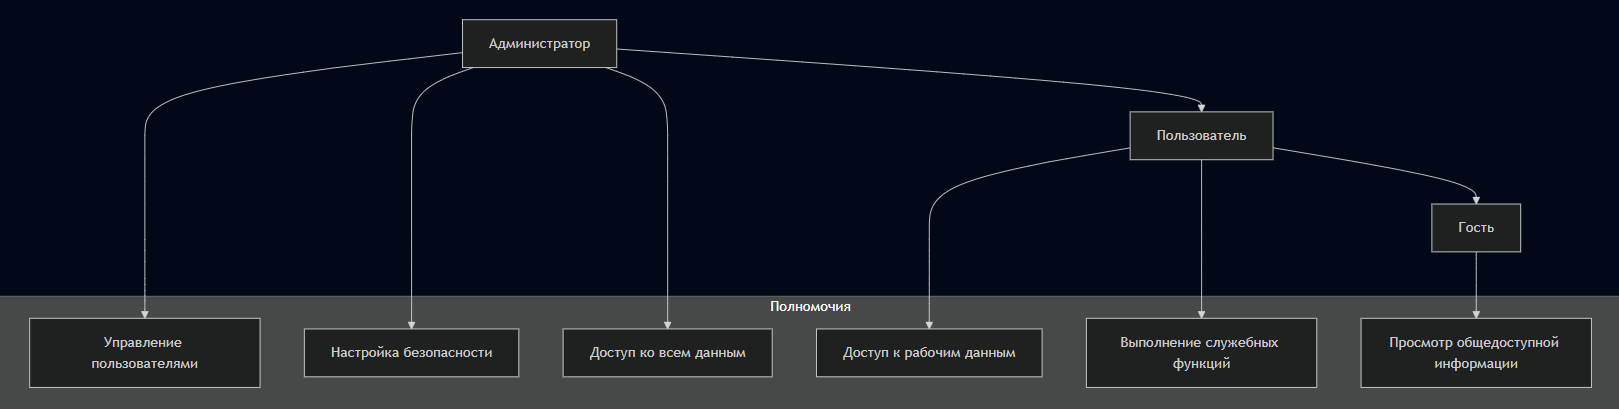 Администратор
Пользователь
Гость
Полномочия
Управление
пользователями
Настройка безопасности
Доступ ко всем данным
Доступ к рабочим данным
Выполнение служебных
функций
Просмотр общедоступной
информации